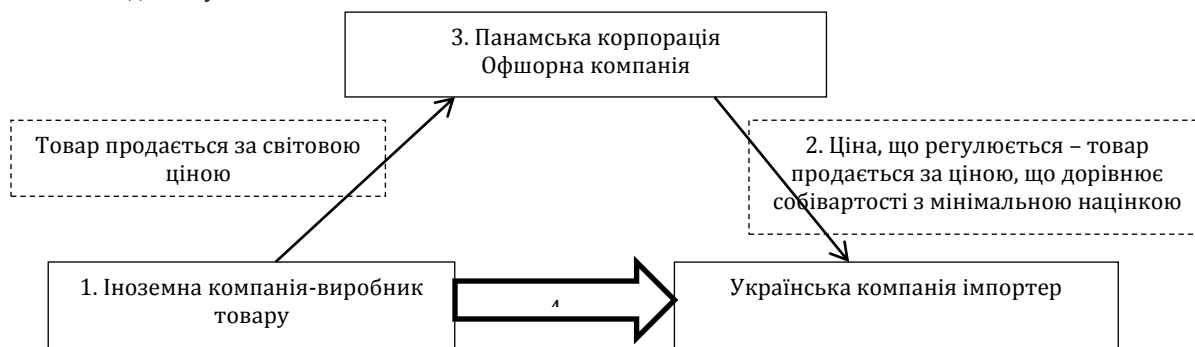 3. Панамська корпорація
Офшорна компанія
Товар продається за світовою
ціною
2. Ціна, що регулюється – товар
продається за ціною, що дорівнює
собівартості з мінімальною націнкою
1. Іноземна компанія-виробник
товару
Українська компанія імпортер